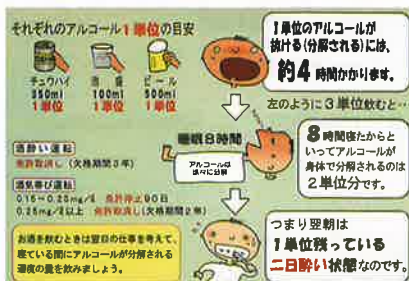 それぞれのアルコール1単位の目安
チュウハイ
350ml
1単位
泡盛
100ml
1単位
ビール
500ml
1単位
1単位のアルコールが
抜ける(分解される)には、
約4時間かかります。
左のように3単位飲むと…
睡眠8時間
アルコールは
徐々に分解
8時間寝たからと
いってアルコールが
身体で分解されるのは
2単位分です。
酒酔い運転
免許取消し(欠格期間3年)
酒気帯び運転
0.15~0.25mg/ℓ 免許停止90日
0.25mg/ℓ以上 免許取消し(欠格期間2年)
お酒を飲むときは翌日の仕事を考えて、
寝ている間にアルコールが分解される
適度の量を飲みましょう。
つまり翌朝は
1単位残っている
二日酔い状態なのです。